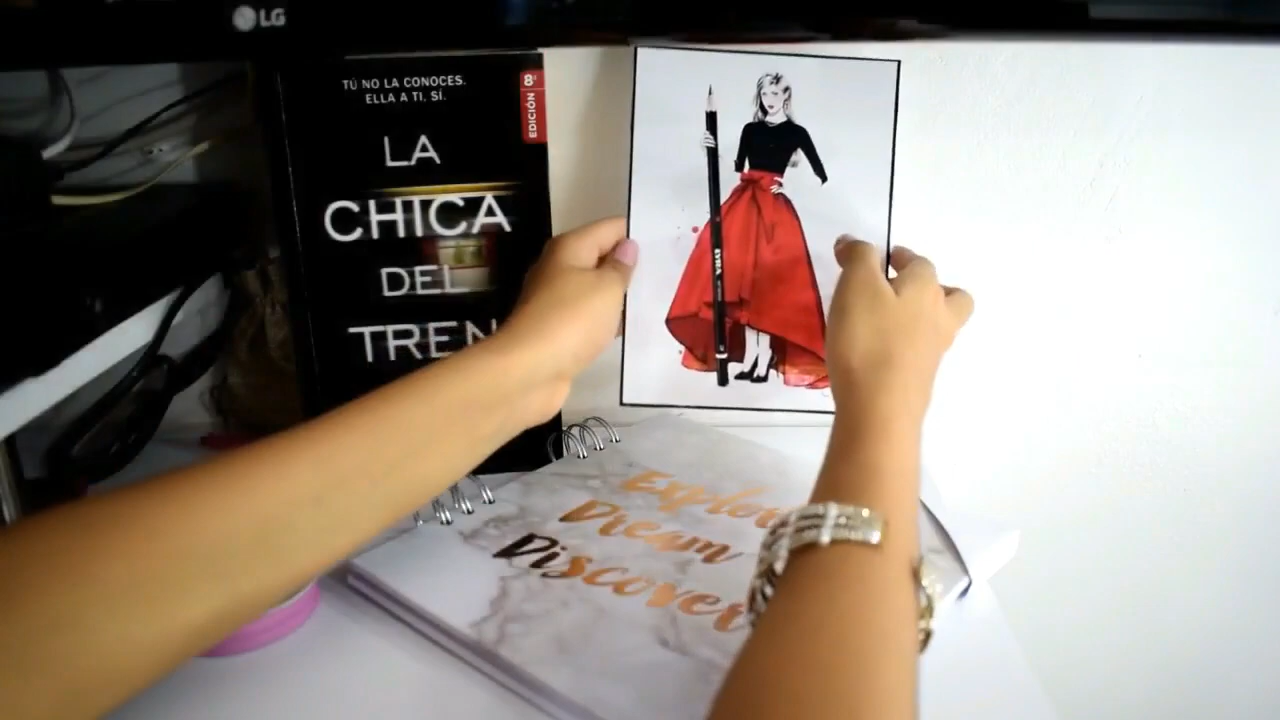 LG
TÚ NO LA CONOCES.
ELLA A TI, SÍ.
8ª
EDICIÓN
LA
CHICA
DEL
TREN
LYRA
Explore
Dream
Discover